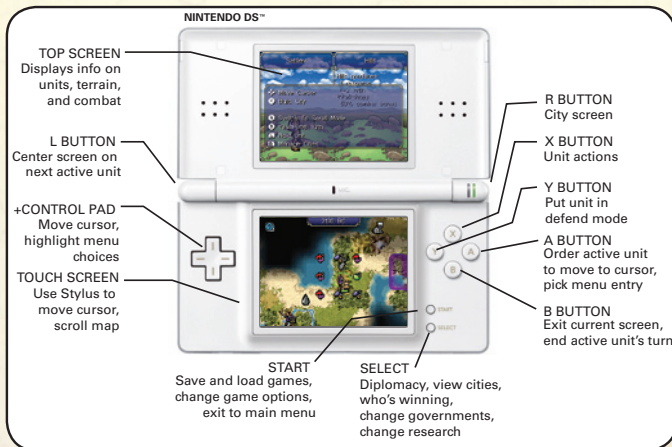 NINTENDO DS™
TOP SCREEN
Displays info on
units, terrain,
and combat
L BUTTON
Center screen on
next active unit
+CONTROL PAD
Move cursor,
highlight menu
choices
TOUCH SCREEN
Use Stylus to
move cursor,
scroll map
START
Save and load games,
change game options,
exit to main menu
SELECT
Diplomacy, view cities,
who's winning,
change governments,
change research
R BUTTON
City screen
X BUTTON
Unit actions
Y BUTTON
Put unit in
defend mode
A BUTTON
Order active unit
to move to cursor,
pick menu entry
B BUTTON
Exit current screen,
end active unit's turn
Move Cursor
X
Y
A
B
START
SELECT